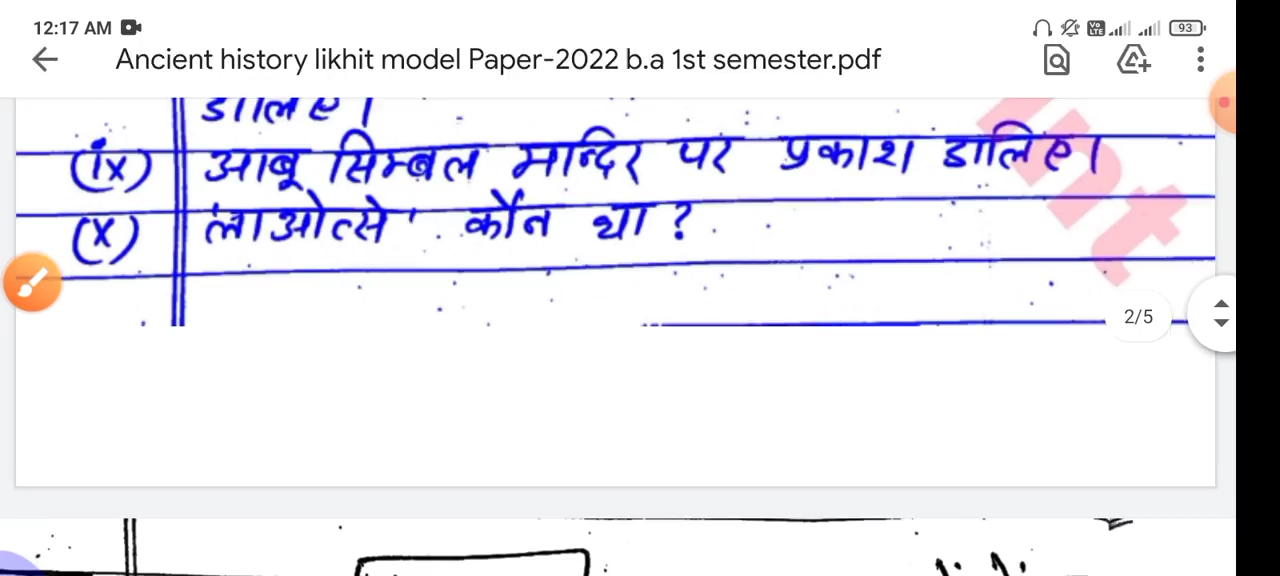 12:17 AM 93
Ancient history likhit model Paper-2022 b.a 1st semester.pdf
डालिए।
(ix) आबू सिम्बल मान्दिर पर प्रकाश डालिए।
(x) 'लाओत्से' कौन था?
2/5